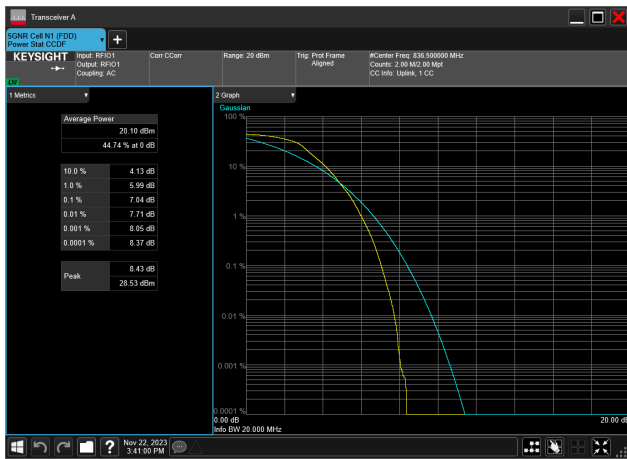 Transceiver A
5GNR Cell N1 (FDD)
Power Stat CCDF
KEYSIGHT
Input: RFIO1
Output: RFIO1
Coupling: AC
Corr CCorr
Range: 20 dBm
Trig: Prot Frame
Aligned
#Center Freq: 836.500000 MHz
Counts: 2.00 M/2.00 Mpt
CC Info: Uplink, 1 CC
1 Metrics
Average Power
20.10 dBm
44.74 % at 0 dB
10.0 % 4.13 dB
1.0 % 5.99 dB
0.1 % 7.04 dB
0.01 % 7.71 dB
0.001 % 8.05 dB
0.0001 % 8.37 dB
Peak
8.43 dB
28.53 dBm
2 Graph
Gaussian
100 %
10 %
1 %
0.1 %
0.01 %
0.001 %
0.0001 %
0.00 dB
20.00 dB
Info BW 20.000 MHz
Nov 22, 2023
3:41:00 PM